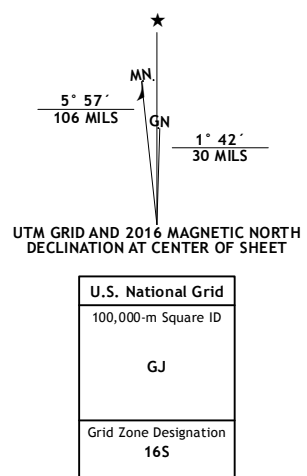 ★
MN.
5° 57´
106 MILS
GN
1° 42´
30 MILS
UTM GRID AND 2016 MAGNETIC NORTH
DECLINATION AT CENTER OF SHEET
U.S. National Grid
100,000-m Square ID
GJ
Grid Zone Designation
16S